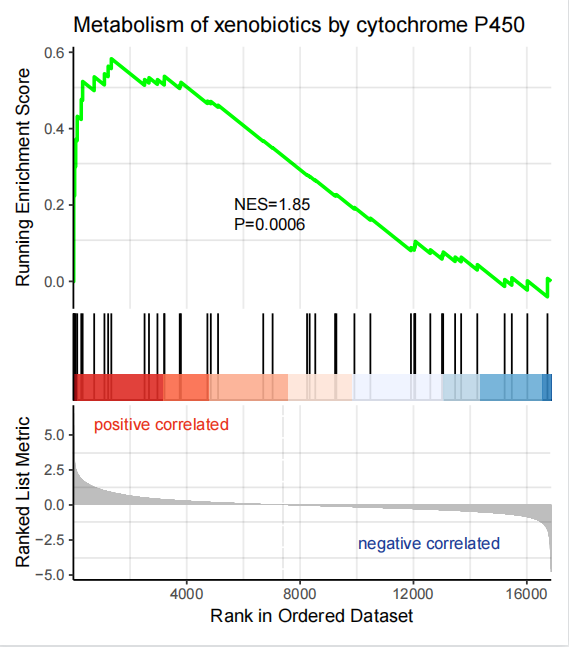 Metabolism of xenobiotics by cytochrome P450
Running Enrichment Score
0.6
0.4
0.2
0.0
NES=1.85
P=0.0006
Ranked List Metric
5.0
2.5
0.0
−2.5
−5.0
positive correlated
negative correlated
4000 8000 12000 16000
Rank in Ordered Dataset